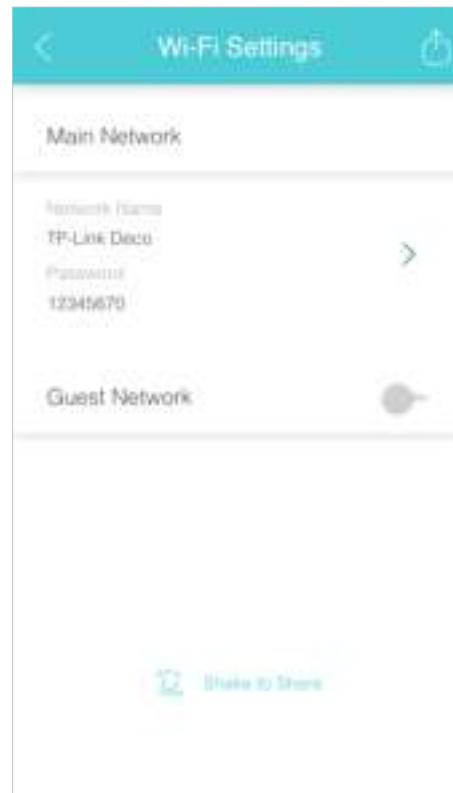 Wi-Fi Settings
Main Network
Network Name
TP-Link Deco
Password
12345670
Guest Network
Shake to Share